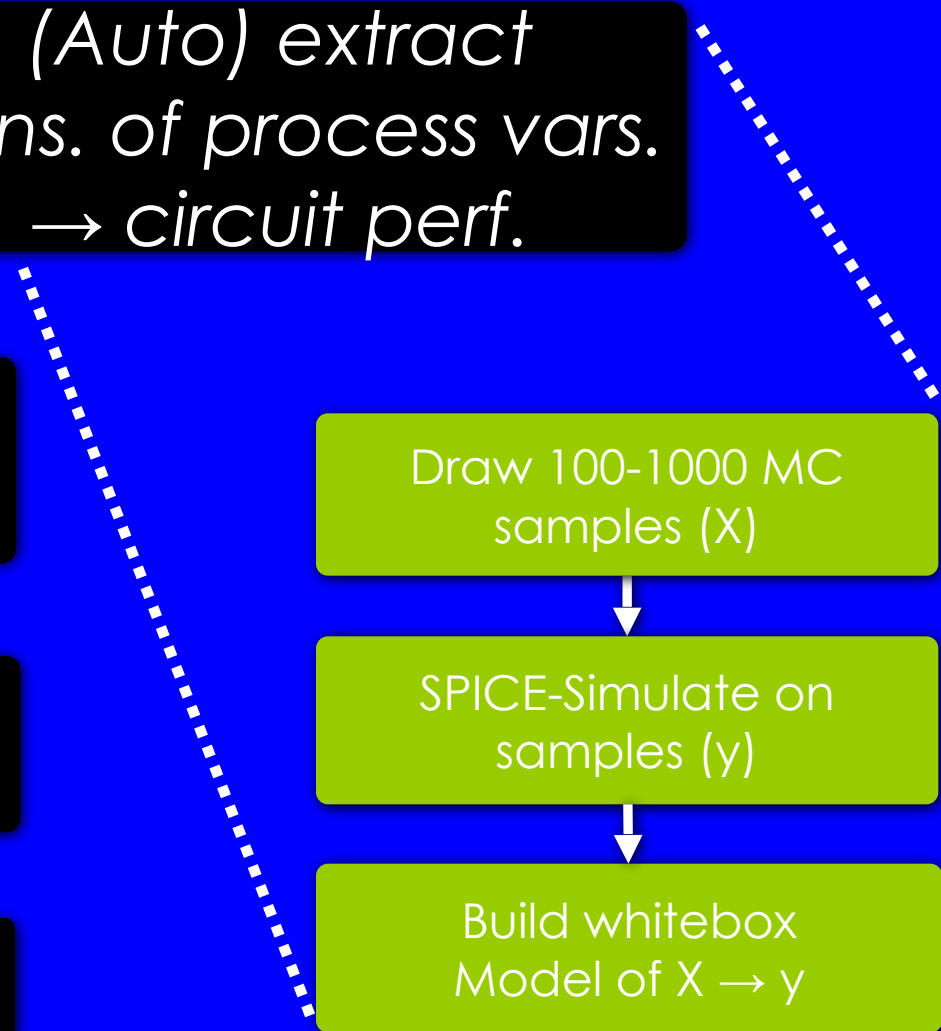 (Auto) extract
ns. of process vars.
→ circuit perf.
Draw 100-1000 MC
samples (X)
SPICE-Simulate on
samples (y)
Build whitebox
Model of X → y